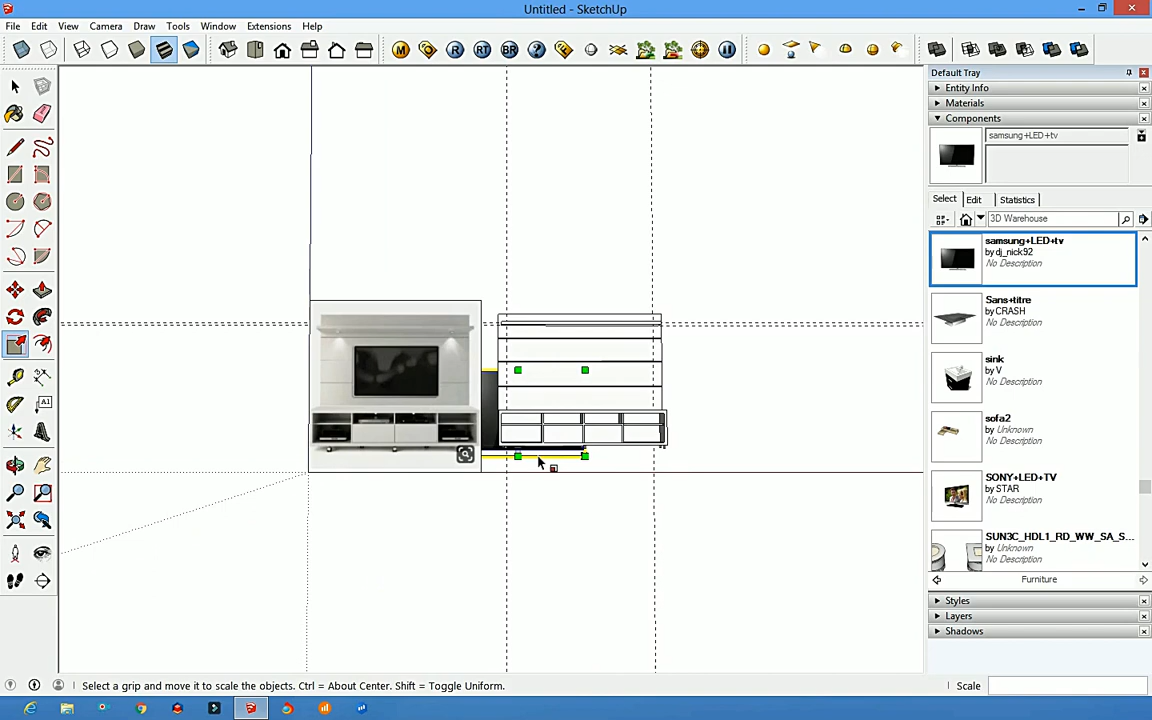 Untitled - SketchUp
File Edit View Camera Draw Tools Window Extensions Help
M R RT BR ?
Default Tray
Entity Info
Materials
Components
samsung+LED+tv
Select Edit Statistics
3D Warehouse
samsung+LED+tv
by dj_nick92
No Description
Sans+titre
by CRASH
No Description
sink
by V
No Description
sofa2
by Unknown
No Description
SONY+LED+TV
by STAR
No Description
SUN3C_HDL1_RD_WW_SA_S...
by Unknown
No Description
Furniture
Styles
Layers
Shadows
A1
Select a grip and move it to scale the objects. Ctrl = About Center. Shift = Toggle Uniform.
Scale